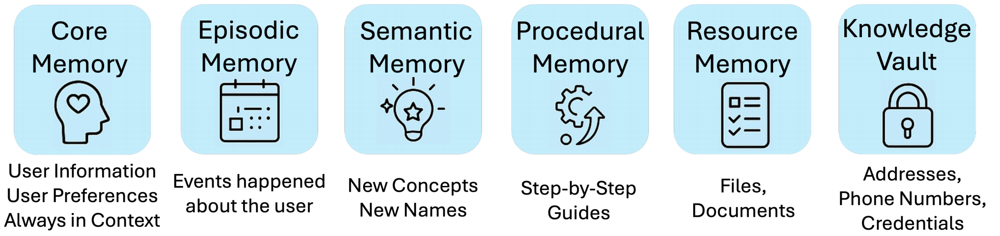 Core
Memory
User Information
User Preferences
Always in Context
Episodic
Memory
Events happened
about the user
Semantic
Memory
New Concepts
New Names
Procedural
Memory
Step-by-Step
Guides
Resource
Memory
Files,
Documents
Knowledge
Vault
Addresses,
Phone Numbers,
Credentials